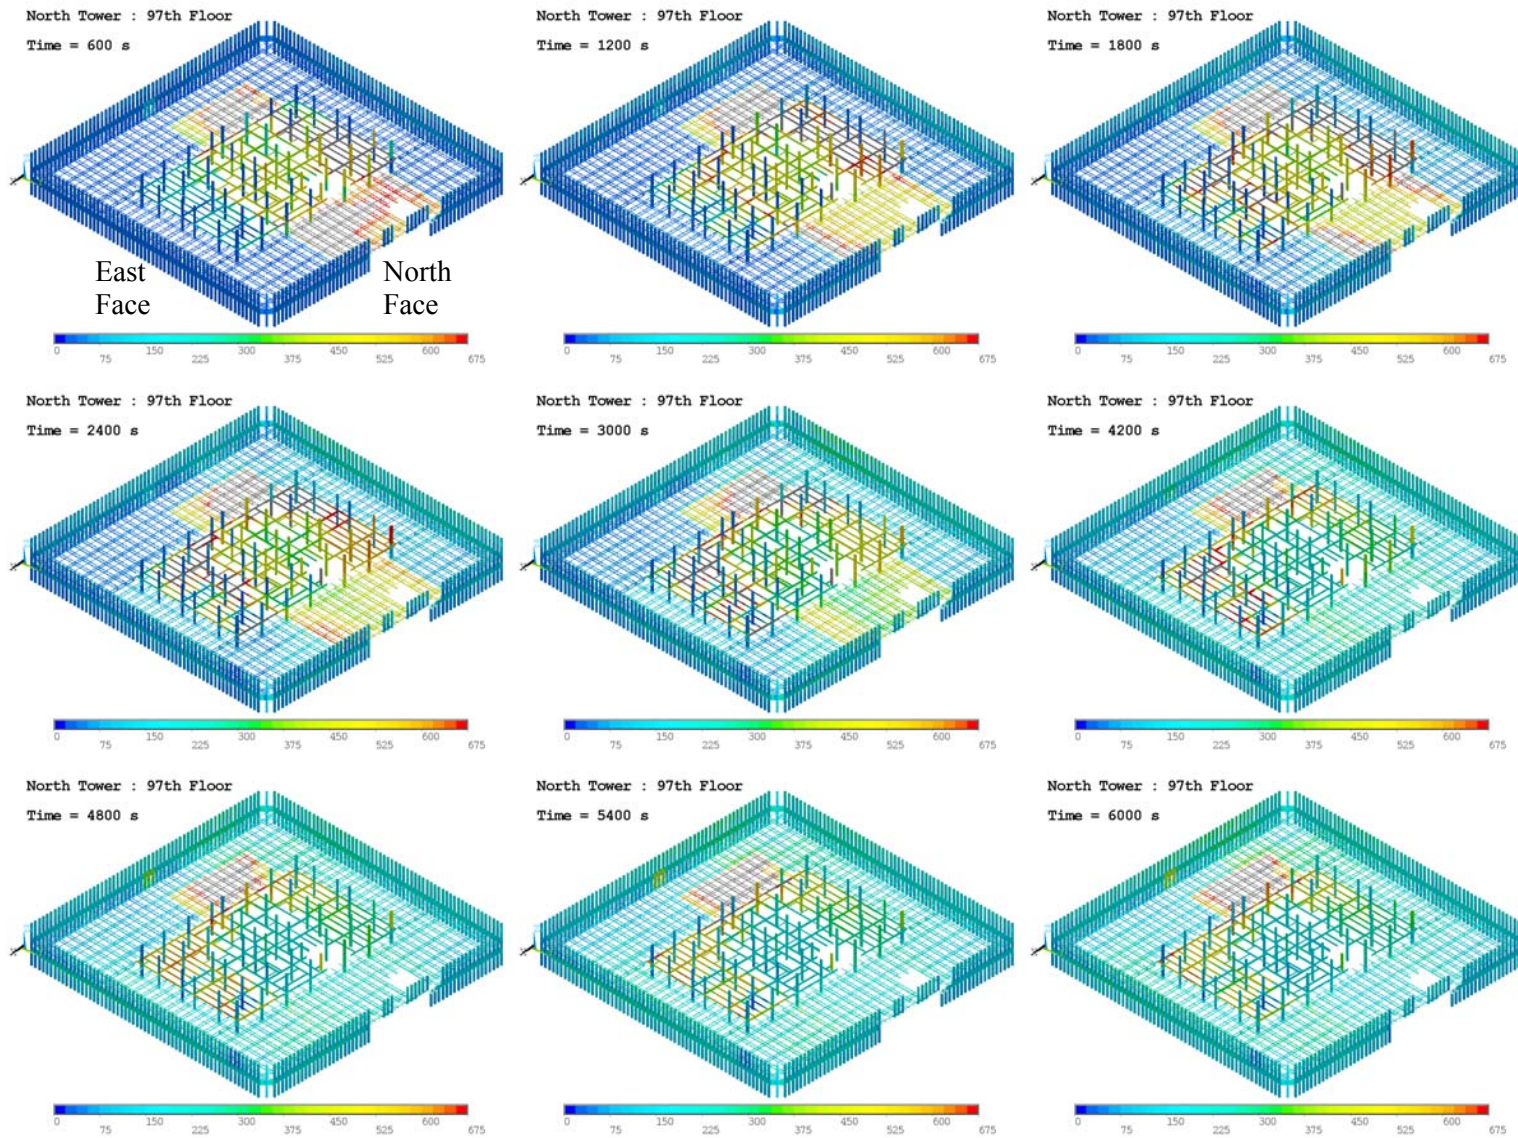 North Tower : 97th Floor
Time = 600 s
East
Face
North
Face
0 75 150 225 300 375 450 525 600 675
North Tower : 97th Floor
Time = 1200 s
0 75 150 225 300 375 450 525 600 675
North Tower : 97th Floor
Time = 1800 s
0 75 150 225 300 375 450 525 600 675
North Tower : 97th Floor
Time = 2400 s
0 75 150 225 300 375 450 525 600 675
North Tower : 97th Floor
Time = 3000 s
0 75 150 225 300 375 450 525 600 675
North Tower : 97th Floor
Time = 4200 s
0 75 150 225 300 375 450 525 600 675
North Tower : 97th Floor
Time = 4800 s
0 75 150 225 300 375 450 525 600 675
North Tower : 97th Floor
Time = 5400 s
0 75 150 225 300 375 450 525 600 675
North Tower : 97th Floor
Time = 6000 s
0 75 150 225 300 375 450 525 600 675